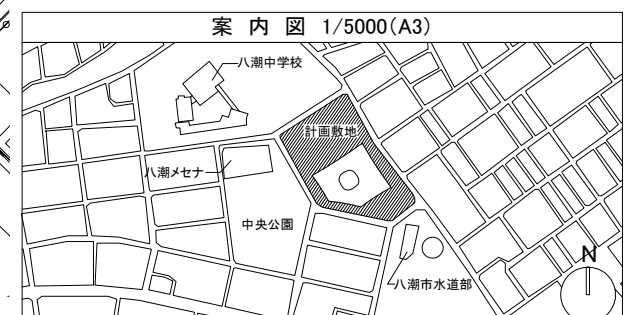 案内図 1/5000(A3)
八潮中学校
計画敷地
八潮メセナ
中央公園
八潮市水道部
N